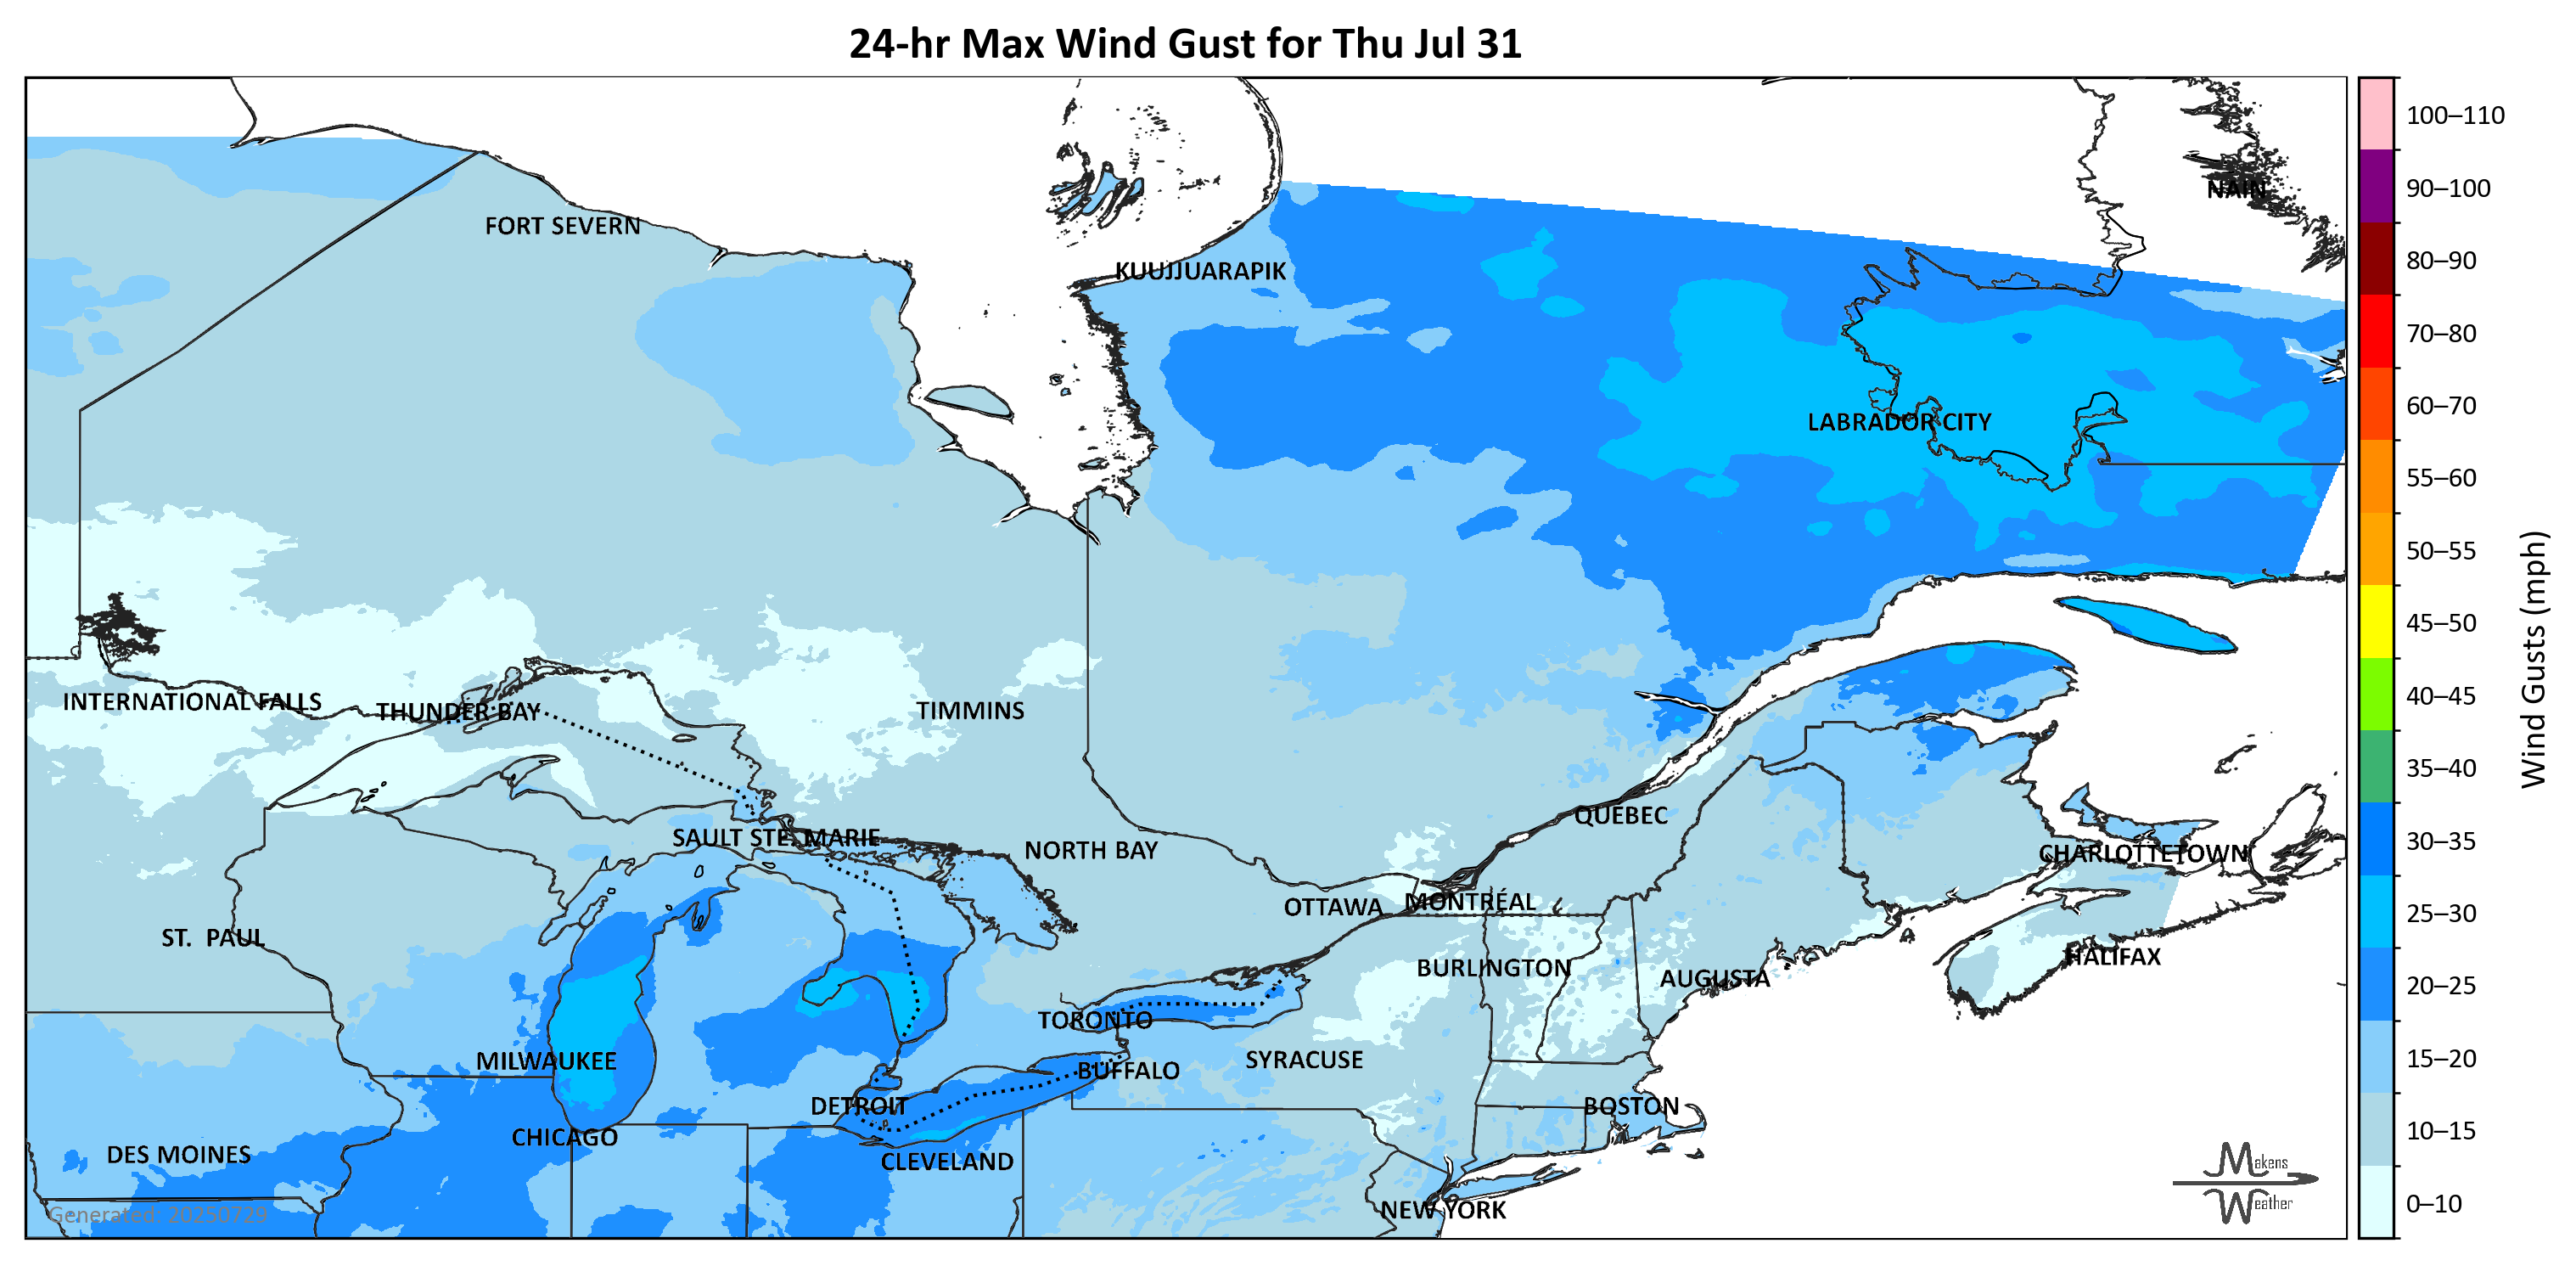 24-hr Max Wind Gust for Thu Jul 31
100–110
90–100
NAIN
FORT SEVERN
80–90
KUUJJUARAPIK
70–80
60–70
LABRADOR CITY
55–60
50–55
45–50
Wind Gusts (mph)
40–45
INTERNATIONAL FALLS
THUNDER BAY
TIMMINS
35–40
QUEBEC
30–35
SAULT STE. MARIE
NORTH BAY
CHARLOTTETOWN
OTTAWA
MONTRÉAL
25–30
ST. PAUL
HALIFAX
BURLINGTON
AUGUSTA
20–25
TORONTO
MILWAUKEE
SYRACUSE
15–20
BUFFALO
DETROIT
BOSTON
10–15
CHICAGO
DES MOINES
CLEVELAND
Makens
Weather
0–10
NEW YORK
Generated: 20250729